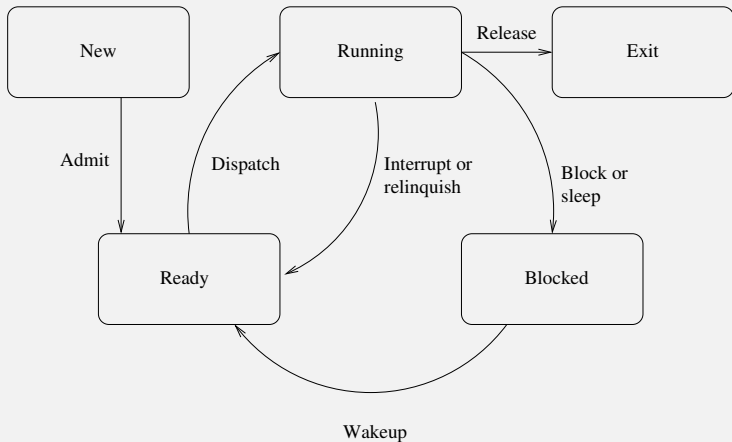 New
Running
Release
Exit
Admit
Dispatch
Interrupt or
relinquish
Block or
sleep
Ready
Blocked
Wakeup